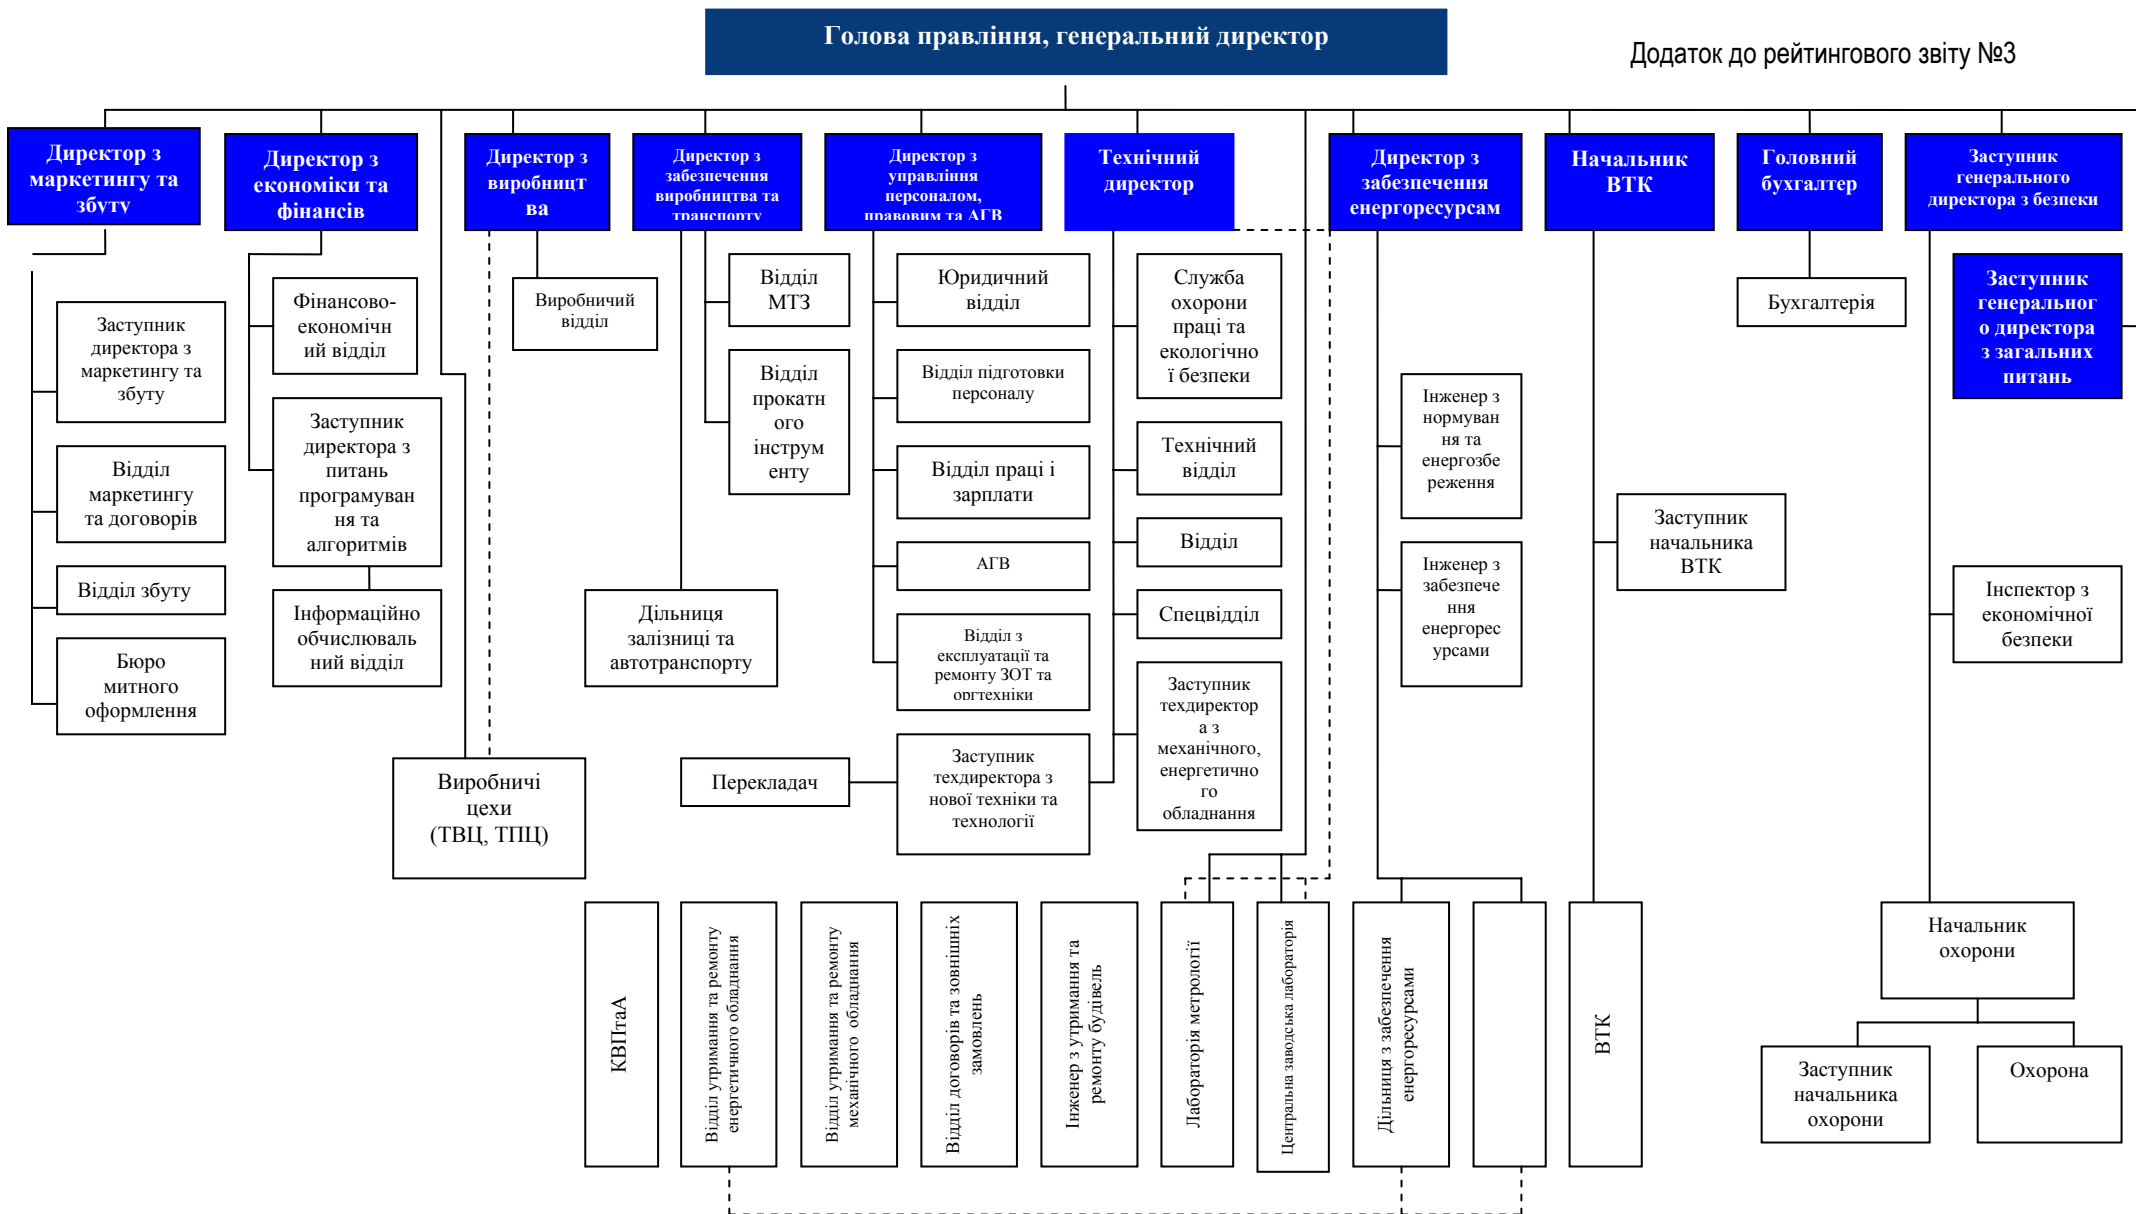 Голова правління, генеральний директор
Додаток до рейтингового звіту №3
Директор з
маркетингу та
збуту
Директор з
економіки та
фінансів
Директор з
виробницт
ва
Директор з
забезпечення
виробництва та
транспорту
Директор з
управління
персоналом,
правовим та АГВ
Технічний
директор
Директор з
забезпечення
енергоресурсам
Начальник
ВТК
Головний
бухгалтер
Заступник
генерального
директора з безпеки
Заступник
генеральног
о директора
з загальних
питань
Заступник
директора з
маркетингу та
збуту
Відділ
маркетингу
та договорів
Відділ збуту
Бюро
митного
оформлення
Фінансово-
економічн
ий відділ
Заступник
директора з
питань
програмуван
ня та
алгоритмів
Інформаційно
обчислюваль
ний відділ
Виробничий
відділ
Виробничі
цехи
(ТВЦ, ТПЦ)
Відділ
МТЗ
Відділ
прокатн
ого
інструм
енту
Дільниця
залізниці та
автотранспорту
Юридичний
відділ
Відділ підготовки
персоналу
Відділ праці і
зарплати
АГВ
Відділ з
експлуатації та
ремонту ЗОТ та
оргтехніки
Перекладач
Заступник
техдиректора з
нової техніки та
технології
Служба
охорони
праці та
екологічно
ї безпеки
Технічний
відділ
Відділ
Спецвідділ
Заступник
техдиректор
а з
механічного,
енергетично
го
обладнання
Інженер з
нормуван
ня та
енергозбе
реження
Інженер з
забезпече
ння
енергорес
урсами
Заступник
начальника
ВТК
Бухгалтерія
Інспектор з
економічної
безпеки
Начальник
охорони
Заступник
начальника
охорони
Охорона
КВПтаА
Відділ утримання та ремонту
енергетичного обладнання
Відділ утримання та ремонту
механічного обладнання
Відділ договорів та зовнішніх
замовлень
Інженер з утримання та
ремонту будівель
Лабораторія метрології
Центральна заводська лабораторія
Дільниця з забезпечення
енергоресурсами
ВТК